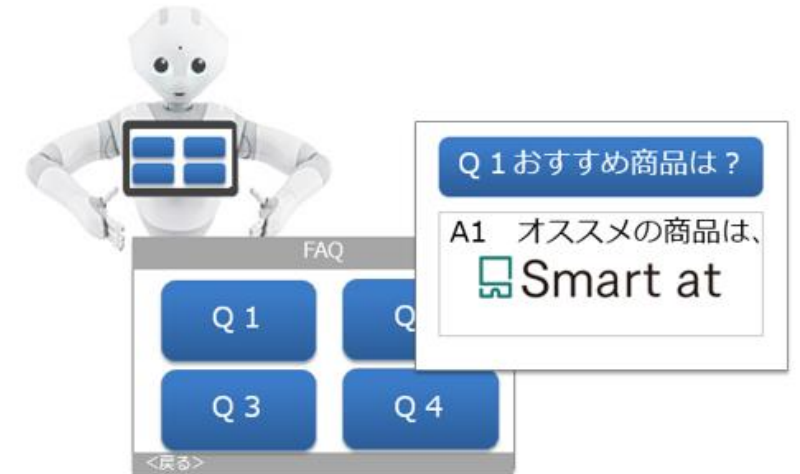 FAQ
Q 1
Q
Q 3
Q 4
<戻る>
Q 1おすすめ商品は?
A1 オススメの商品は、
Smart at